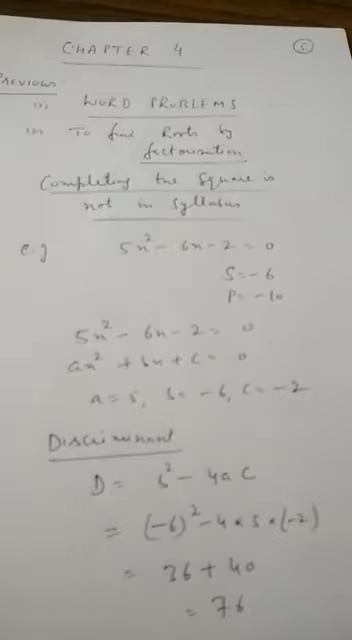 CHAPTER 4
5
PREVIOUS
(i) WORD PROBLEMS
(ii) To find Roots by
factorisation
Completing the Square is
not in syllabus
e.g 5x² - 6x - 2 = 0
S = -6
P = -10
5x² - 6x - 2 = 0
ax² + bx + c = 0
a = 5, b = -6, c = -2
Discriminant
D = b² - 4ac
= (-6)² - 4 × 5 × (-2)
= 36 + 40
= 76